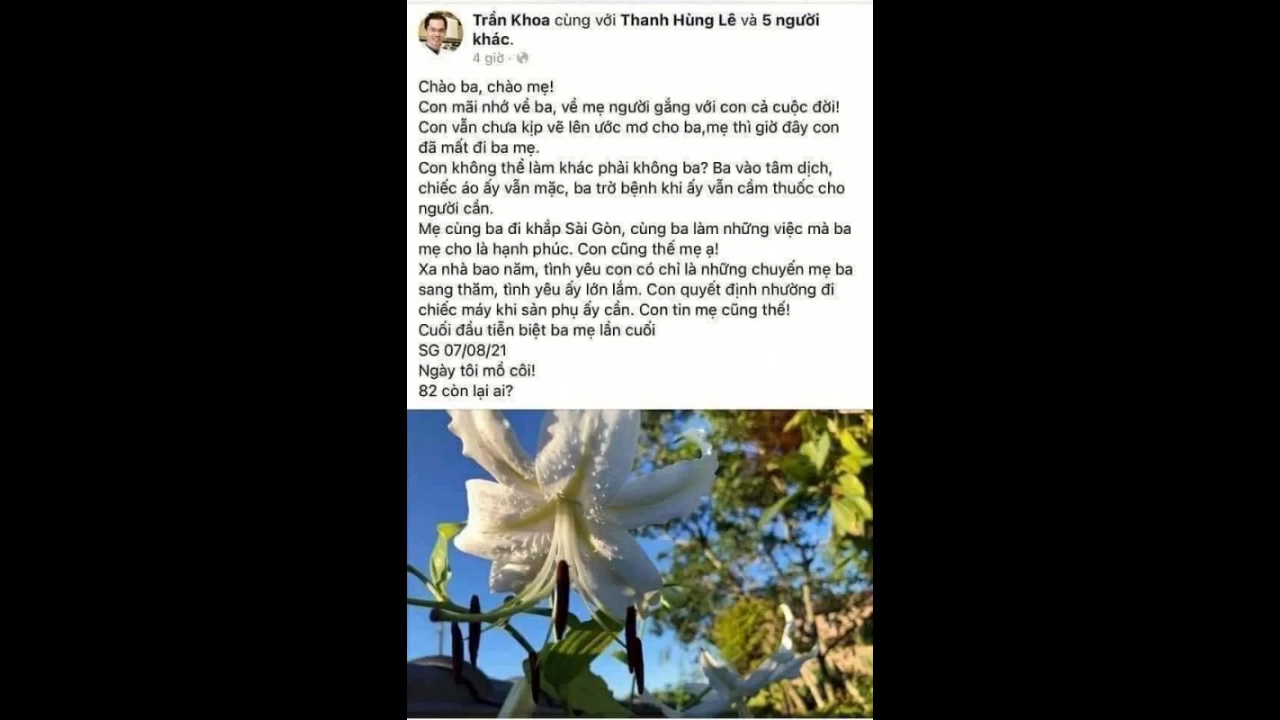 Trần Khoa cùng với Thanh Hùng Lê và 5 người
khác.
4 giờ ·
Chào ba, chào mẹ!
Con mãi nhớ về ba, về mẹ người gắng với con cả cuộc đời!
Con vẫn chưa kịp vẽ lên ước mơ cho ba,mẹ thì giờ đây con
đã mất đi ba mẹ.
Con không thể làm khác phải không ba? Ba vào tâm dịch,
chiếc áo ấy vẫn mặc, ba trờ bệnh khi ấy vẫn cầm thuốc cho
người cần.
Mẹ cùng ba đi khắp Sài Gòn, cùng ba làm những việc mà ba
mẹ cho là hạnh phúc. Con cũng thế mẹ ạ!
Xa nhà bao năm, tình yêu con có chỉ là những chuyến mẹ ba
sang thăm, tình yêu ấy lớn lắm. Con quyết định nhường đi
chiếc máy khi sản phụ ấy cần. Con tin mẹ cũng thế!
Cuối đầu tiễn biệt ba mẹ lần cuối
SG 07/08/21
Ngày tôi mồ côi!
82 còn lại ai?